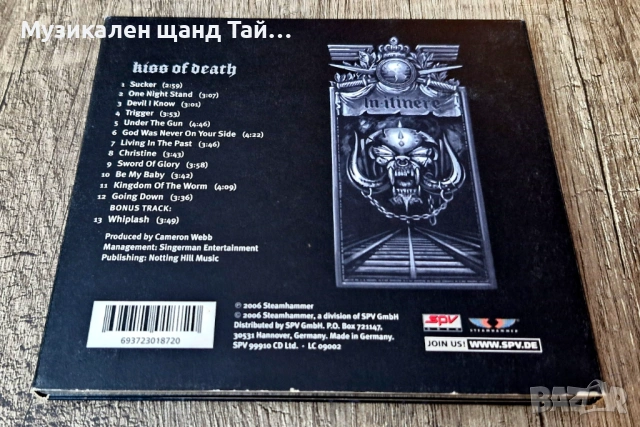 Музикален щанд Тай...
kiss of death
1 Sucker (2:59)
2 One Night Stand (3:07)
3 Devil I Know (3:01)
4 Trigger (3:53)
5 Under The Gun (4:46)
6 God Was Never On Your Side (4:22)
7 Living In The Past (3:46)
8 Christine (3:43)
9 Sword Of Glory (3:58)
10 Be My Baby (3:42)
11 Kingdom Of The Worm (4:09)
12 Going Down (3:36)
BONUS TRACK:
13 Whiplash (3:49)
Produced by Cameron Webb
Management: Singerman Entertainment
Publishing: Notting Hill Music
In itinere
693723018720
℗ 2006 Steamhammer
© 2006 Steamhammer, a division of SPV GmbH
Distributed by SPV GmbH. P.O. Box 721147,
30531 Hannover, Germany. Made in Germany.
SPV 99910 CD Ltd. · LC 09002
SPV
STEAMHAMMER
JOIN US! WWW.SPV.DE
BAZAR